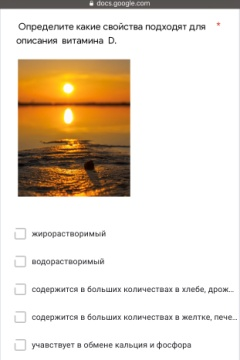 docs.google.com
Определите какие свойства подходят для *
описания витамина D.
жирорастворимый
водорастворимый
содержится в больших количествах в хлебе, дрож...
содержится в больших количествах в желтке, пече...
учавствует в обмене кальция и фосфора